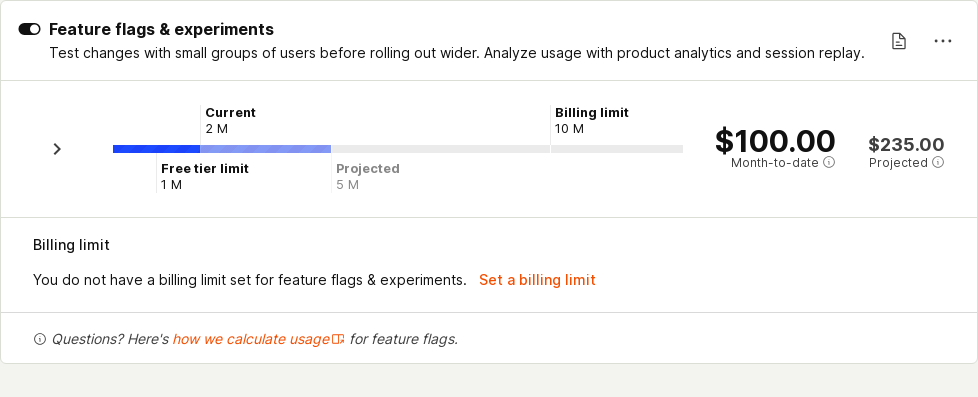 Feature flags & experiments
Test changes with small groups of users before rolling out wider. Analyze usage with product analytics and session replay.
Current
2 M
Billing limit
10 M
Free tier limit
1 M
Projected
5 M
$100.00
Month-to-date
$235.00
Projected
Billing limit
You do not have a billing limit set for feature flags & experiments. Set a billing limit
Questions? Here's how we calculate usage for feature flags.